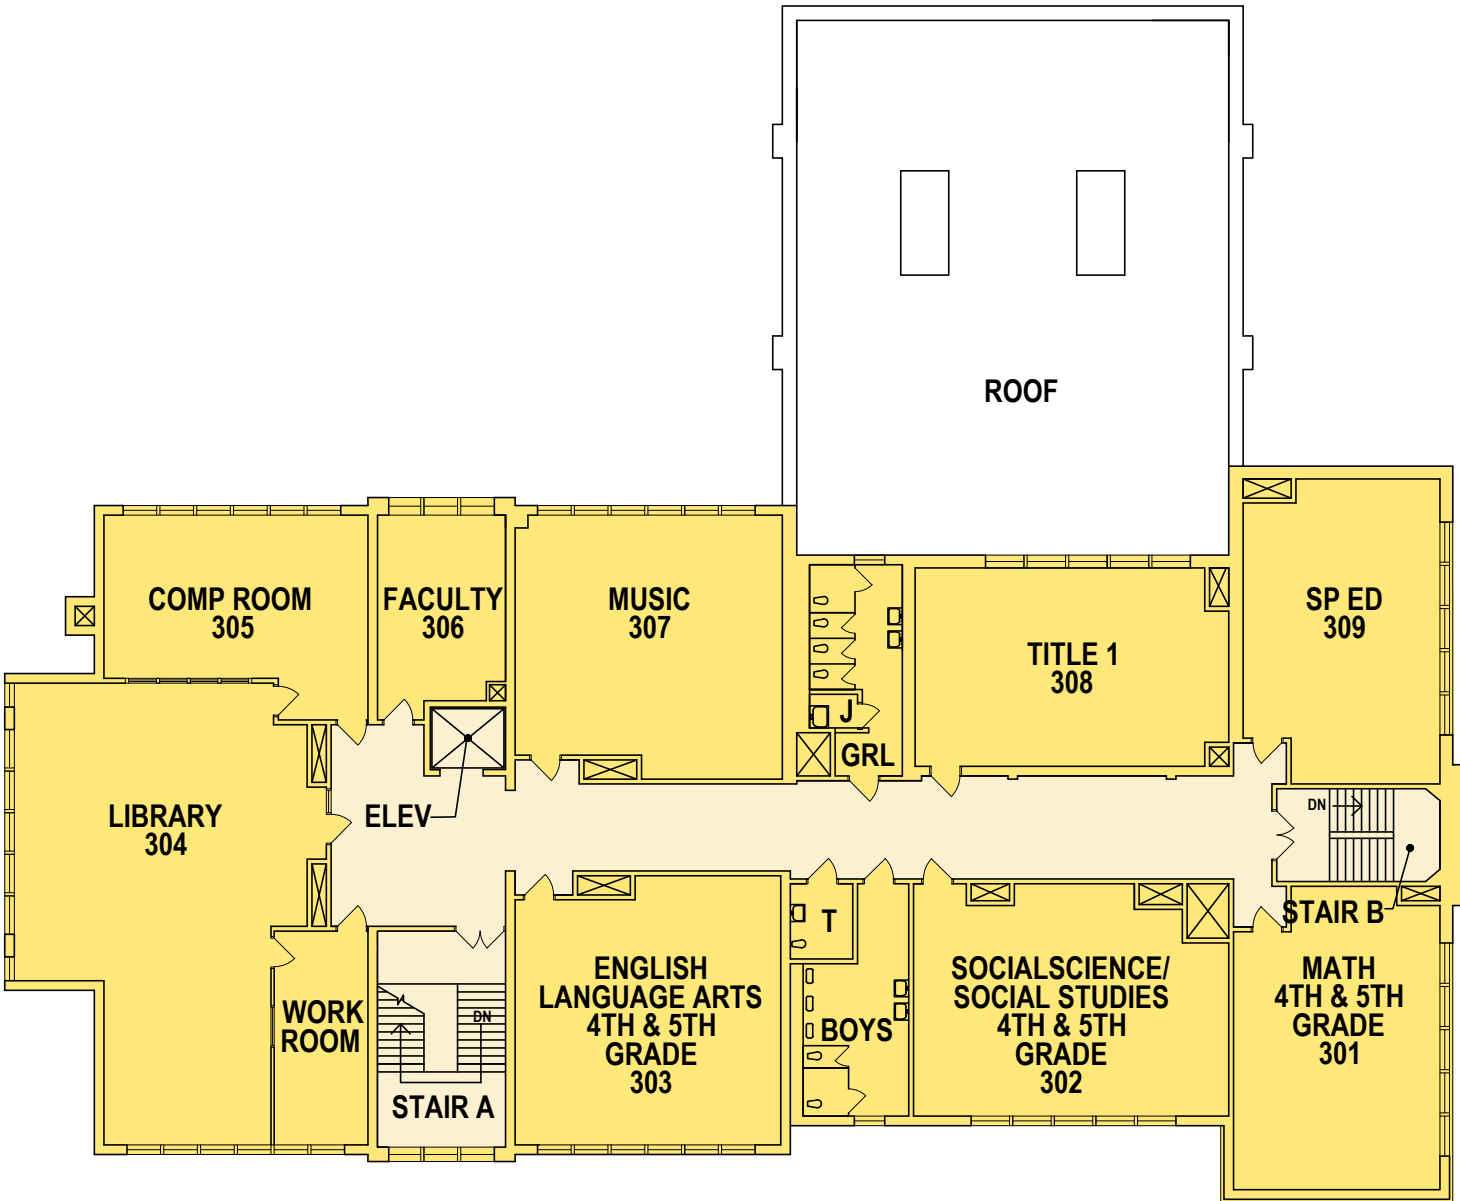 ROOF
COMP ROOM
305
FACULTY
306
MUSIC
307
SP ED
309
TITLE 1
308
J
GRL
LIBRARY
304
ELEV
DN
STAIR B
T
ENGLISH
LANGUAGE ARTS
4TH & 5TH
GRADE
303
SOCIALSCIENCE/
SOCIAL STUDIES
4TH & 5TH
GRADE
302
MATH
4TH & 5TH
GRADE
301
WORK
ROOM
DN
BOYS
STAIR A